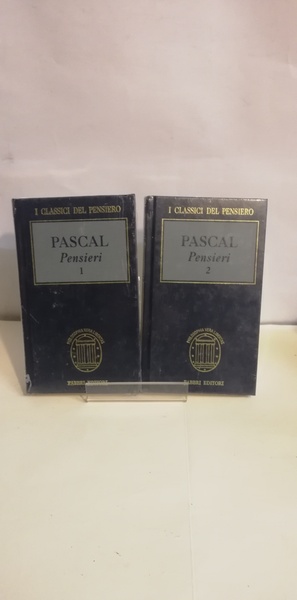 I CLASSICI DEL PENSIERO
PASCAL
Pensieri
1
FABBRI EDITORI
I CLASSICI DEL PENSIERO
PASCAL
Pensieri
2
FABBRI EDITORI